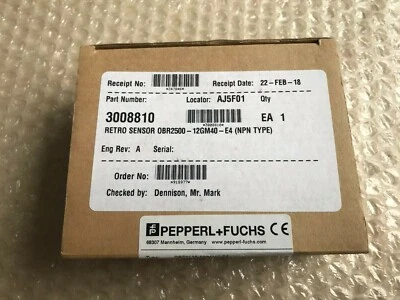 Receipt No: Receipt Date: 22-FEB-18
Part Number: Locator: AJ5F01 Qty
3008810 EA 1
RETRO SENSOR OBR2500-12GM40-E4 (NPN TYPE)
Eng Rev: A Serial:
Order No:
Checked by: Dennison, Mr. Mark
PEPPERL+FUCHS CE
68307 Mannheim, Germany www.pepperl-fuchs.com